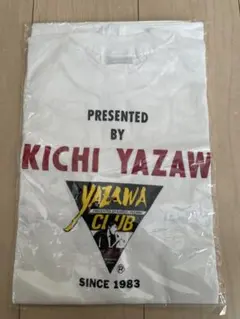 PRESENTED
BY
KICHI YAZAW
YAZAWA
CLUB
®
SINCE 1983